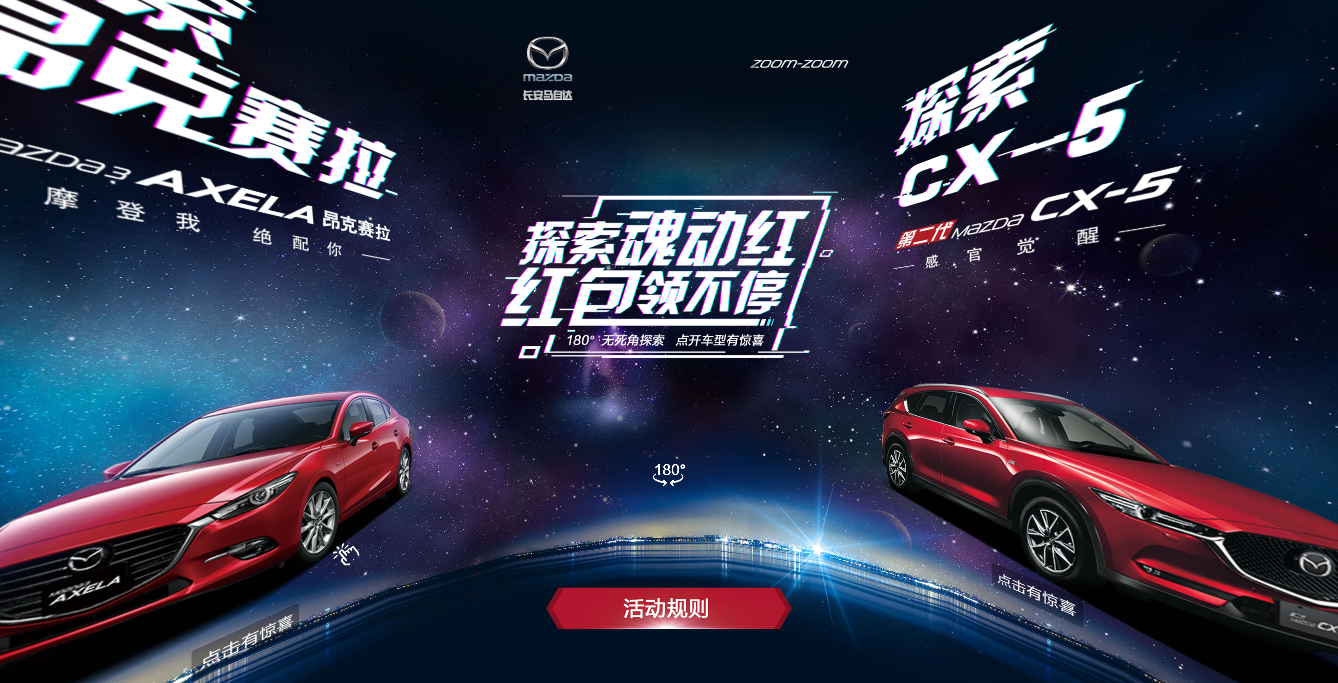 索
昂克赛拉
mazda3 AXELA 昂克赛拉
摩登我 绝配你
MAZDA3
AXELA
点击有惊喜
mazda
长安马自达
zoom-zoom
探索魂动红
红包领不停
180° 无死角探索 点开车型有惊喜
180°
活动规则
探索
CX-5
第二代 mazda CX-5
感官觉醒
点击有惊喜
mazda CX-